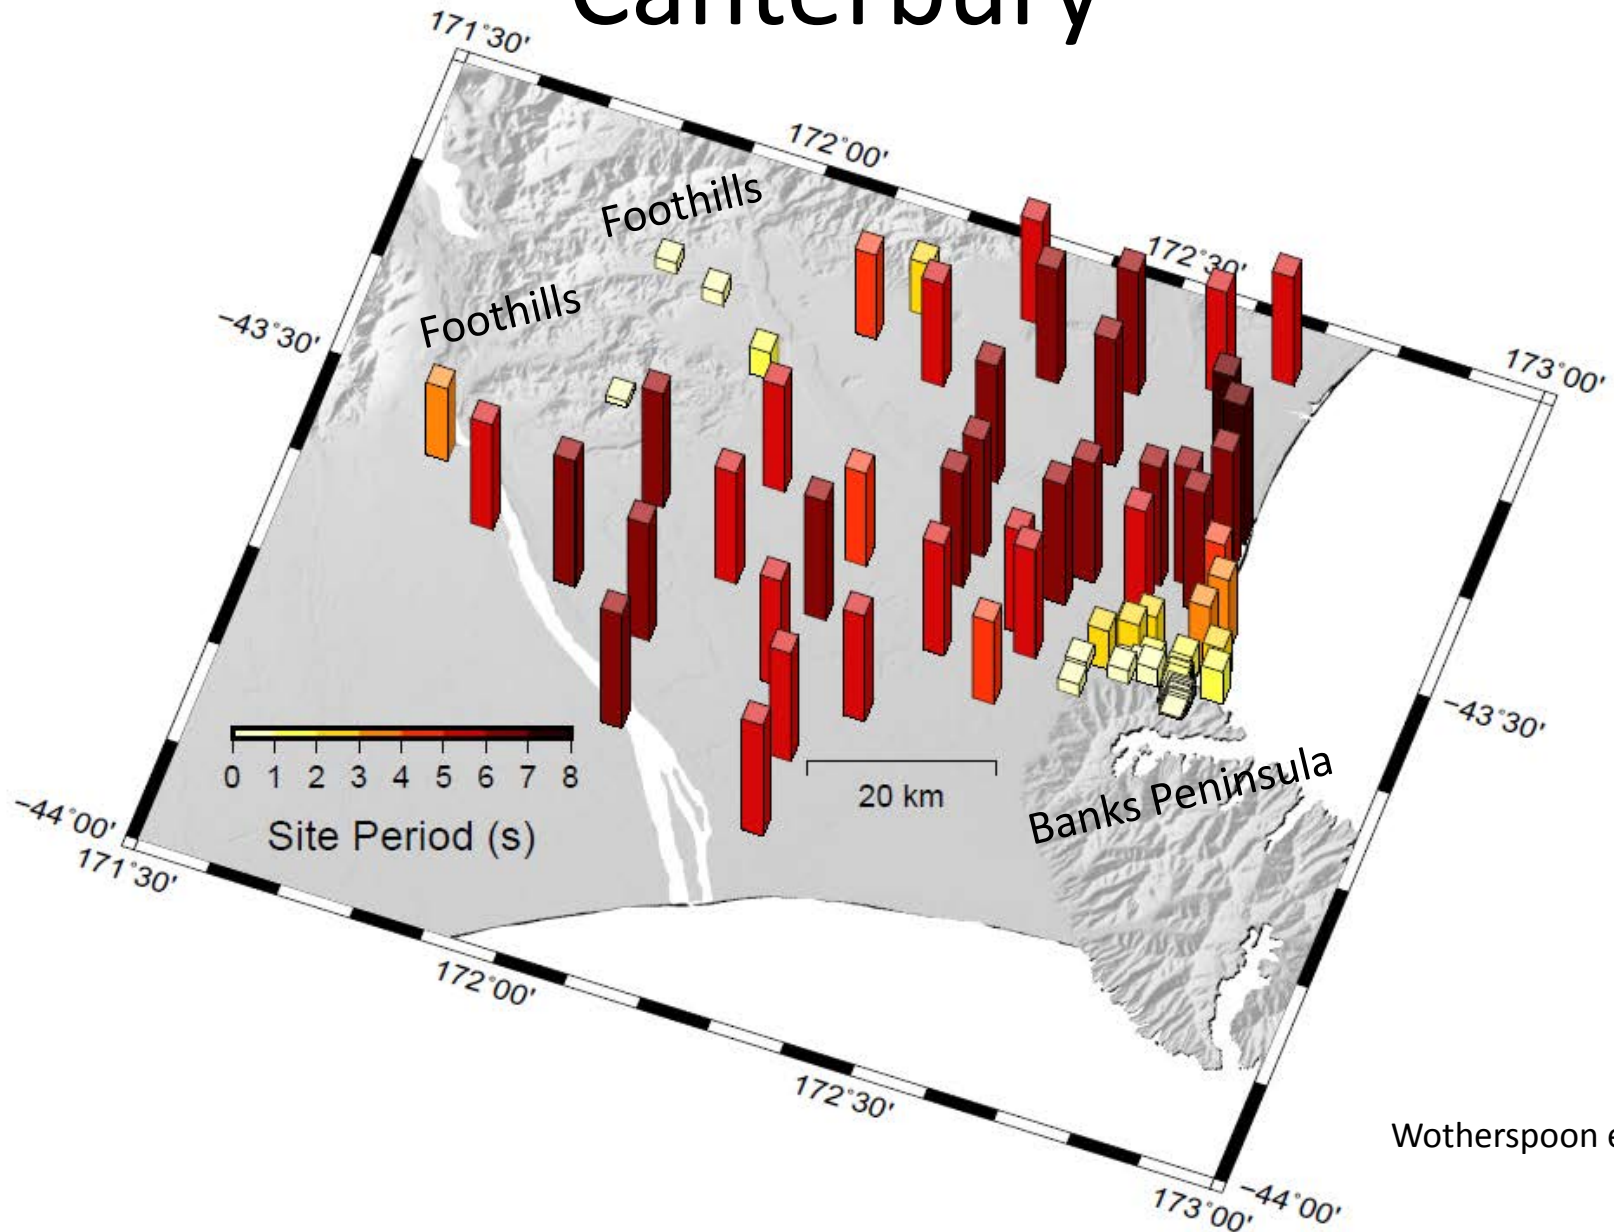 Canterbury
171°30'
172°00'
172°30'
173°00'
Foothills
Foothills
−43°30'
−43°30'
0 1 2 3 4 5 6 7 8
Site Period (s)
20 km
Banks Peninsula
−44°00'
171°30'
172°00'
172°30'
173°00'
−44°00'
Wotherspoon